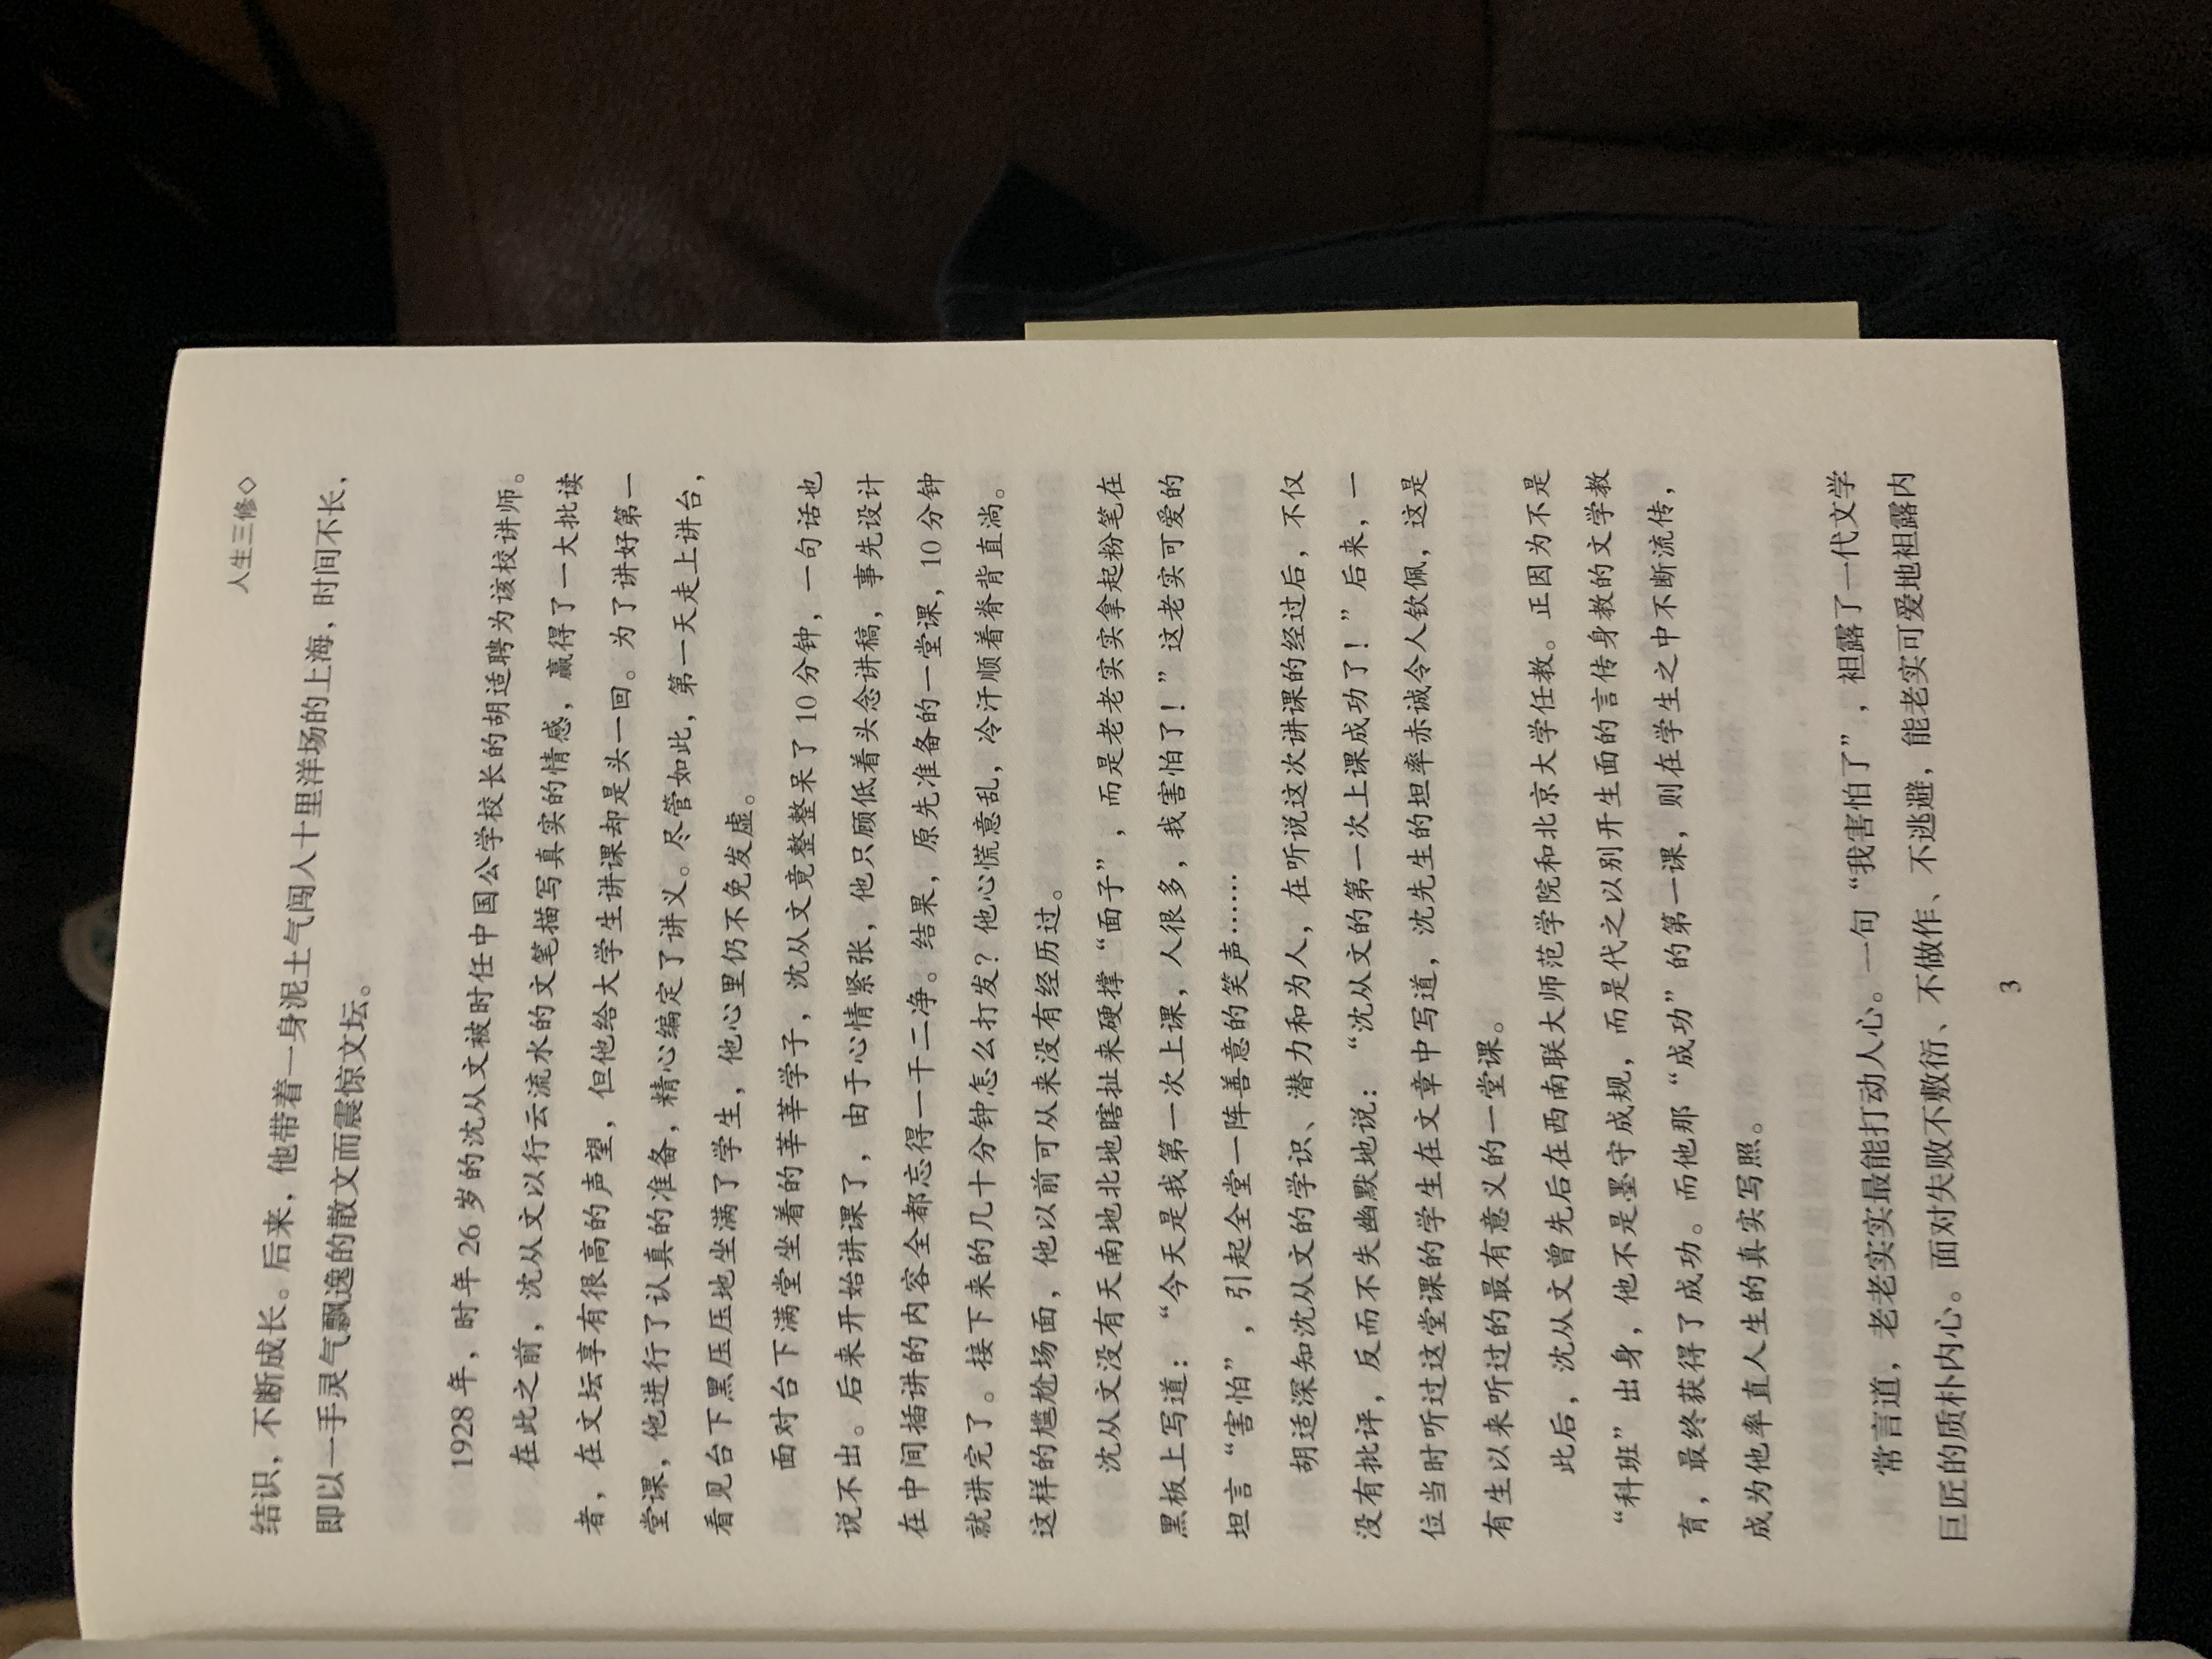 人生三修◇
结识，不断成长。后来，他带着一身泥土气闯入十里洋场的上海，时间不长，
即以一手灵气飘逸的散文而震惊文坛。
1928 年，时年 26 岁的沈从文被时任中国公学校长的胡适聘为该校讲师。
在此之前，沈从文以行云流水的文笔描写真实的情感，赢得了一大批读
者，在文坛享有很高的声望，但他给大学生讲课却是头一回。为了讲好第一
堂课，他进行了认真的准备，精心编定了讲义。尽管如此，第一天走上讲台，
看见台下黑压压地坐满了学生，他心里仍不免发虚。
面对台下满堂坐着的莘莘学子，沈从文竟整整呆了 10 分钟，一句话也
说不出。后来开始讲课了，由于心情紧张，他只顾低着头念讲稿，事先设计
在中间插讲的内容全都忘得一干二净。结果，原先准备的一堂课，10 分钟
就讲完了。接下来的几十分钟怎么打发？他心慌意乱，冷汗顺着脊背直淌。
这样的尴尬场面，他以前可从来没有经历过。
沈从文没有天南地北地瞎扯来硬撑“面子”，而是老老实实拿起粉笔在
黑板上写道：“今天是我第一次上课，人很多，我害怕了！”这老实可爱的
坦言“害怕”，引起全堂一阵善意的笑声……
胡适深知沈从文的学识、潜力和为人，在听说这次讲课的经过后，不仅
没有批评，反而不失幽默地说：“沈从文的第一次上课成功了！”后来，一
位当时听过这堂课的学生在文章中写道，沈先生的坦率赤诚令人钦佩，这是
有生以来听过的最有意义的一堂课。
此后，沈从文曾先后在西南联大师范学院和北京大学任教。正因为不是
“科班”出身，他不是墨守成规，而是代之以别开生面的言传身教的文学教
育，最终获得了成功。而他那“成功”的第一课，则在学生之中不断流传，
成为他率直人生的真实写照。
常言道，老老实实最能打动人心。一句“我害怕了”，袒露了一代文学
巨匠的质朴内心。面对失败不敷衍、不做作、不逃避，能老实可爱地袒露内
3